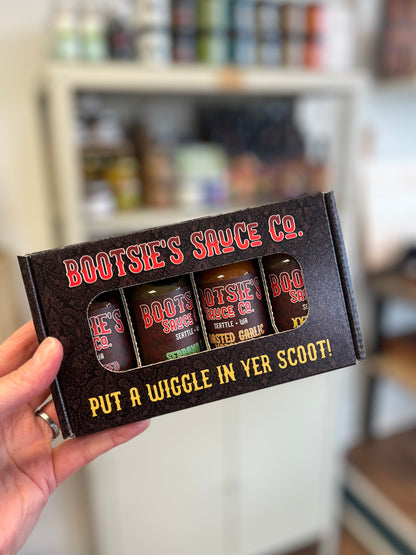 BOOTSIE'S SAUCE CO.
BOOTSIE'S
SAUCE CO.
SEATTLE • WA
ROASTED GARLIC
PUT A WIGGLE IN YER SCOOT!